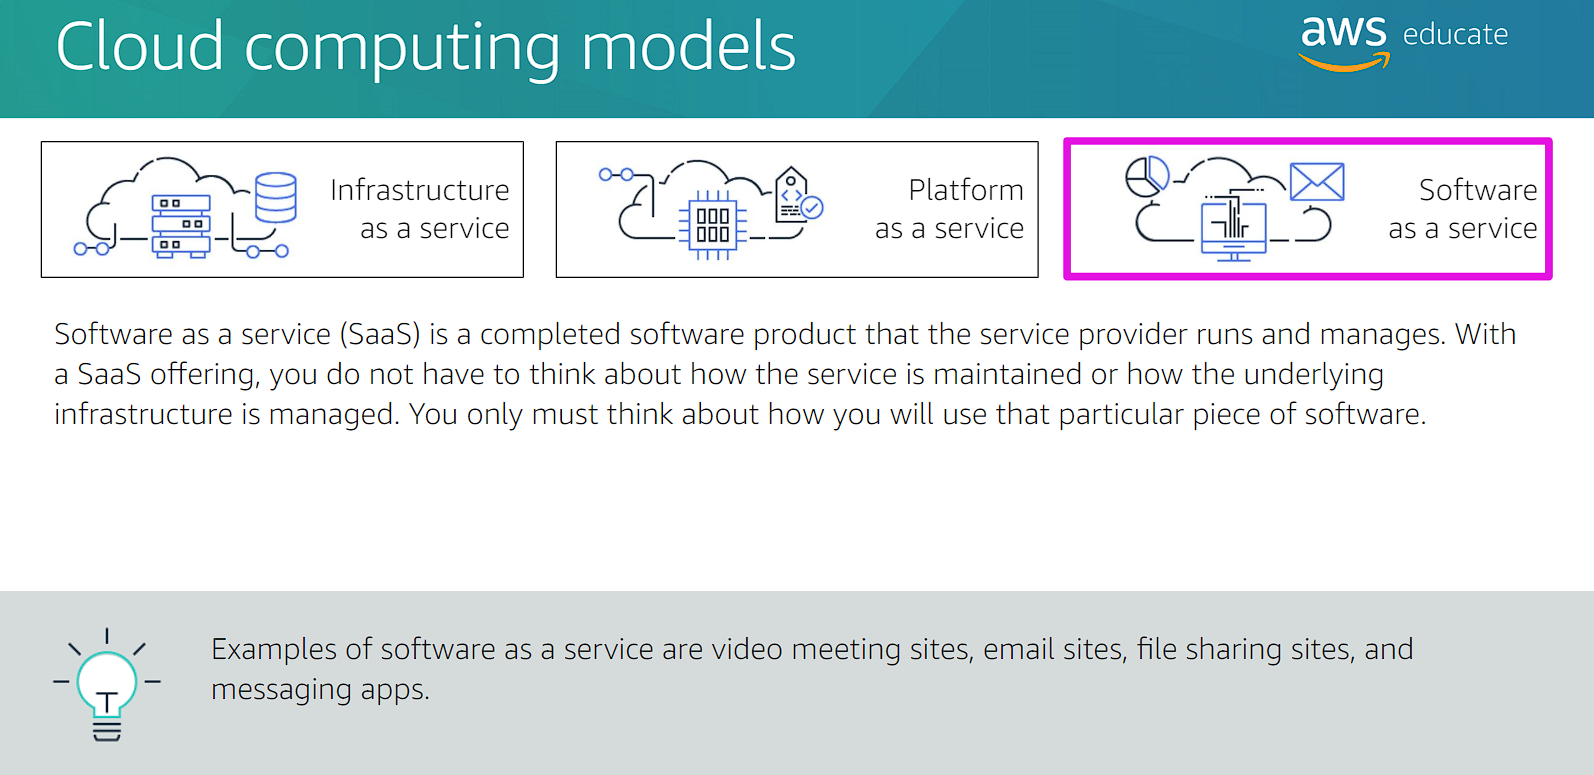 Cloud computing models
aws educate
Infrastructure
as a service
Platform
as a service
Software
as a service
Software as a service (SaaS) is a completed software product that the service provider runs and manages. With
a SaaS offering, you do not have to think about how the service is maintained or how the underlying
infrastructure is managed. You only must think about how you will use that particular piece of software.
Examples of software as a service are video meeting sites, email sites, file sharing sites, and
messaging apps.